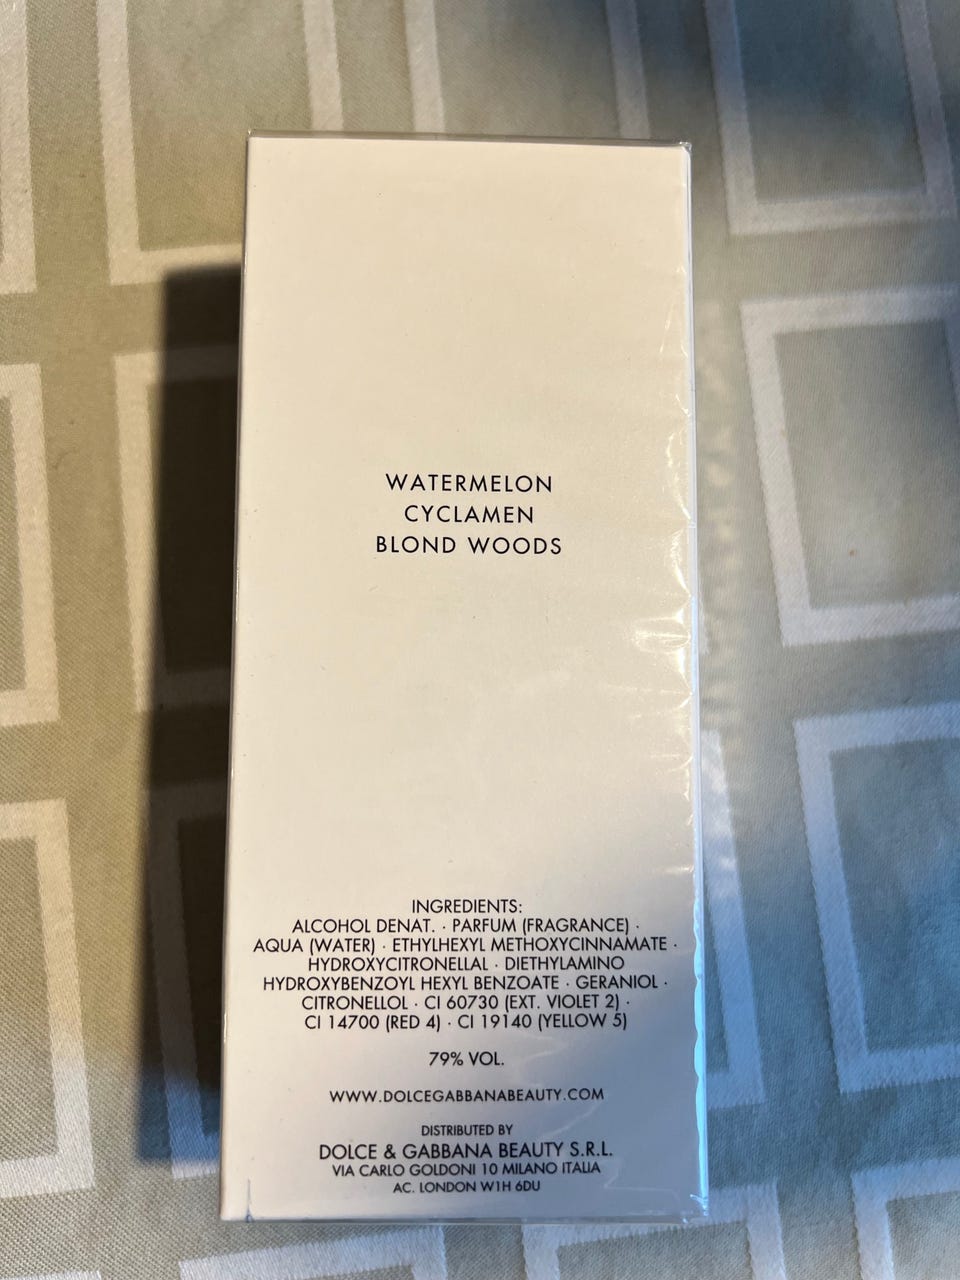 WATERMELON
CYCLAMEN
BLOND WOODS
INGREDIENTS:
ALCOHOL DENAT. · PARFUM (FRAGRANCE) ·
AQUA (WATER) · ETHYLHEXYL METHOXYCINNAMATE ·
HYDROXYCITRONELLAL · DIETHYLAMINO
HYDROXYBENZOYL HEXYL BENZOATE · GERANIOL ·
CITRONELLOL · CI 60730 (EXT. VIOLET 2) ·
CI 14700 (RED 4) · CI 19140 (YELLOW 5)
79% VOL.
WWW.DOLCEGABBANABEAUTY.COM
DISTRIBUTED BY
DOLCE & GABBANA BEAUTY S.R.L.
VIA CARLO GOLDONI 10 MILANO ITALIA
AC. LONDON W1H 6DU